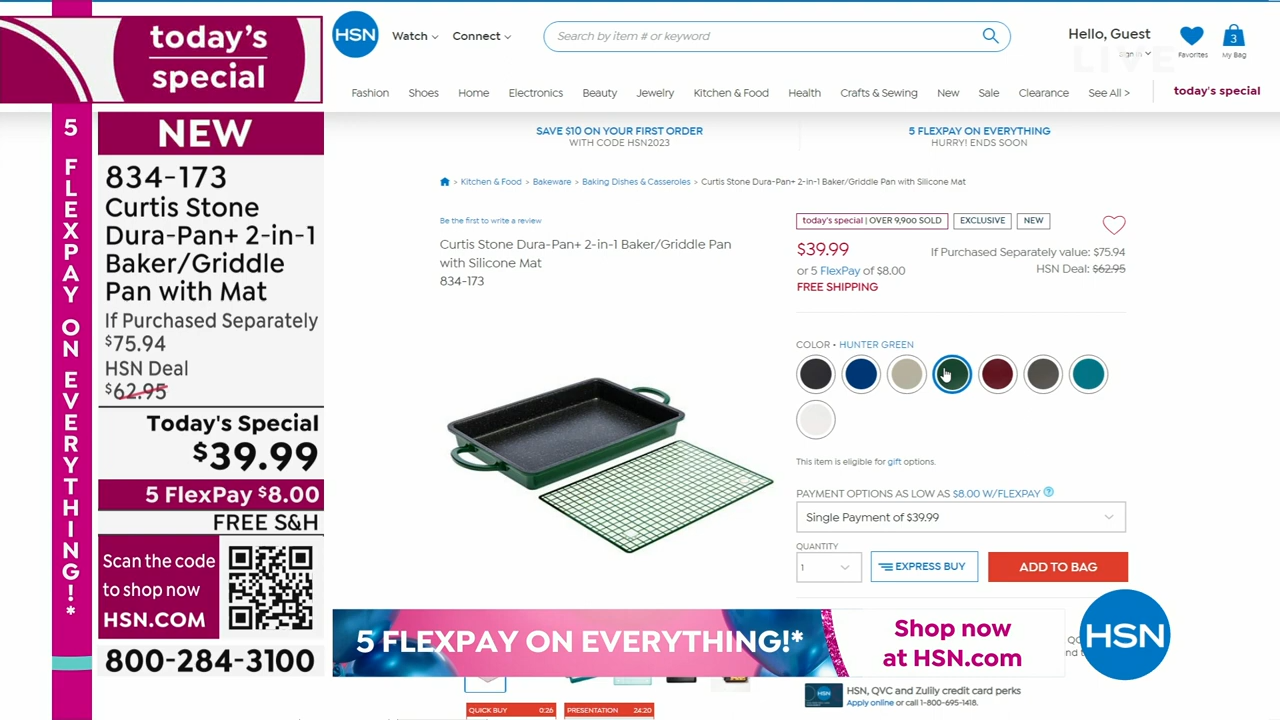 today's
special
5 FLEXPAY ON EVERYTHING!*
NEW
834-173
Curtis Stone
Dura-Pan+ 2-in-1
Baker/Griddle
Pan with Mat
If Purchased Separately
$75.94
HSN Deal
$62.95
Today's Special
$39.99
5 FlexPay $8.00
FREE S&H
Scan the code
to shop now
HSN.COM
800-284-3100
HSN
Watch
Connect
Search by item # or keyword
Hello, Guest
Sign in
LIVE
Favorites
3
My Bag
Fashion Shoes Home Electronics Beauty Jewelry Kitchen & Food Health Crafts & Sewing New Sale Clearance See All > today's special
SAVE $10 ON YOUR FIRST ORDER
WITH CODE HSN2023
5 FLEXPAY ON EVERYTHING
HURRY! ENDS SOON
> Kitchen & Food > Bakeware > Baking Dishes & Casseroles > Curtis Stone Dura-Pan+ 2-in-1 Baker/Griddle Pan with Silicone Mat
Be the first to write a review
Curtis Stone Dura-Pan+ 2-in-1 Baker/Griddle Pan
with Silicone Mat
834-173
today's special | OVER 9,900 SOLD
EXCLUSIVE
NEW
$39.99
or 5 FlexPay of $8.00
FREE SHIPPING
If Purchased Separately value: $75.94
HSN Deal: $62.95
COLOR • HUNTER GREEN
This item is eligible for gift options.
PAYMENT OPTIONS AS LOW AS $8.00 W/FLEXPAY ?
Single Payment of $39.99
QUANTITY
1
EXPRESS BUY
ADD TO BAG
5 FLEXPAY ON EVERYTHING!*
Shop now
at HSN.com
HSN
HSN
HSN, QVC and Zulily credit card perks
Apply online or call 1-800-695-1418.
QUICK BUY 0:26
PRESENTATION 24:20